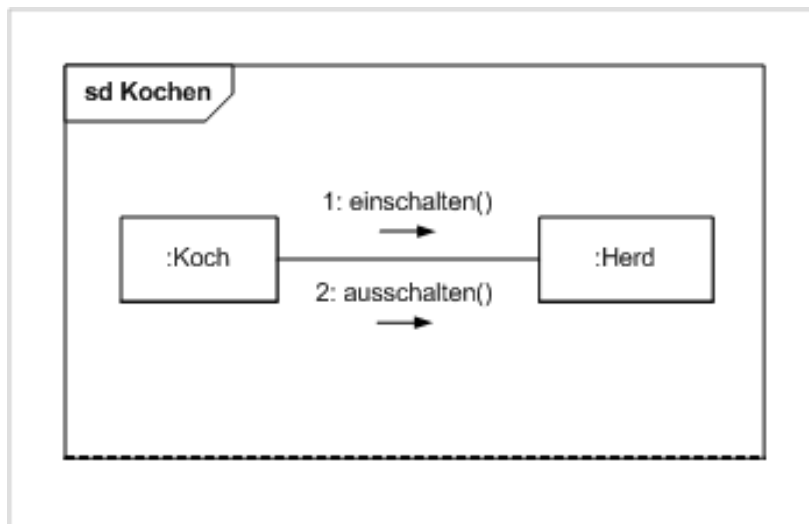 sd Kochen
1: einschalten()
:Koch
:Herd
2: ausschalten()